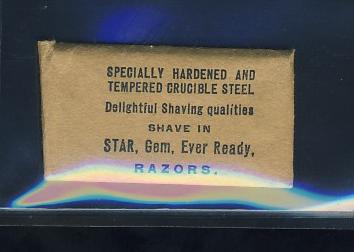 SPECIALLY HARDENED AND
TEMPERED CRUCIBLE STEEL
Delightful Shaving qualities
SHAVE IN
STAR, Gem, Ever Ready,
RAZORS.